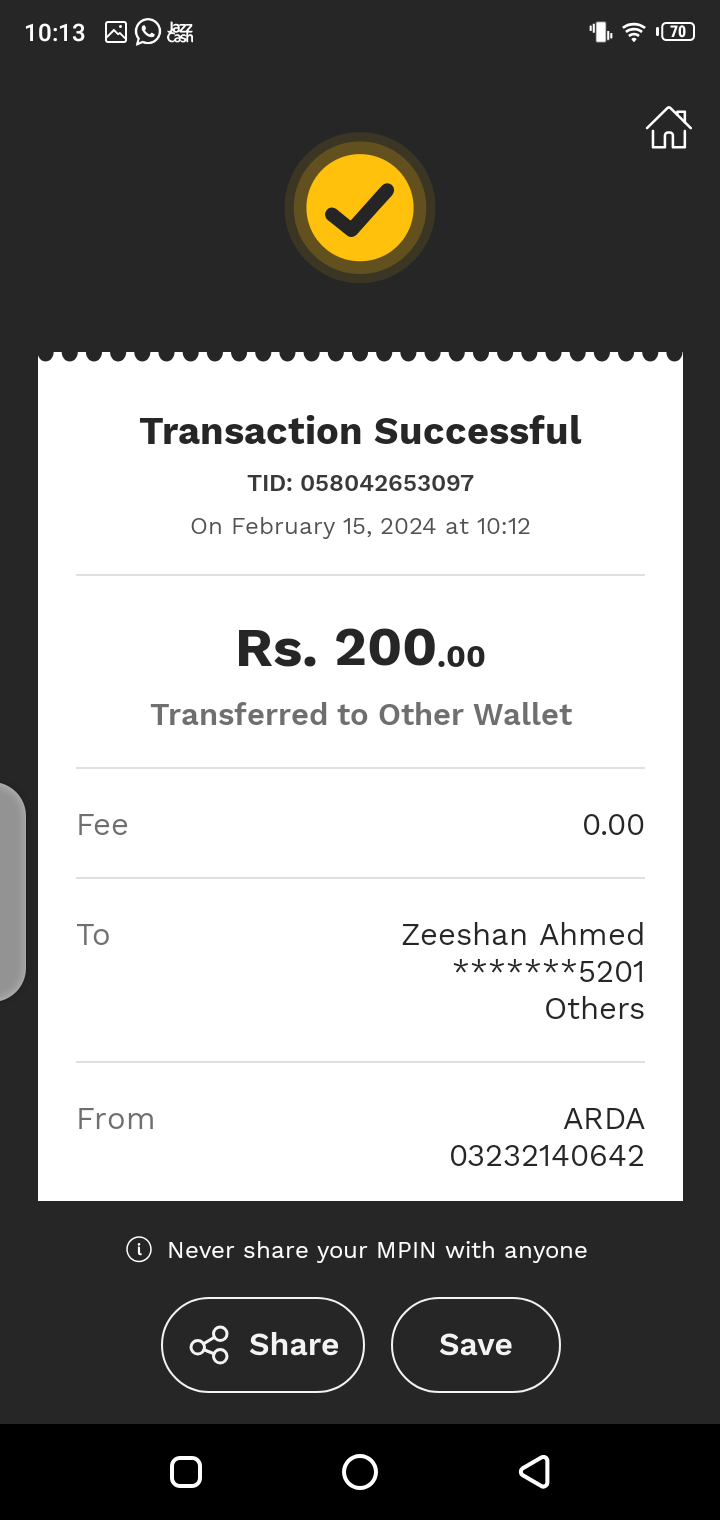 10:13
Jazz
Cash
70
Transaction Successful
TID: 058042653097
On February 15, 2024 at 10:12
Rs. 200.00
Transferred to Other Wallet
Fee 0.00
To Zeeshan Ahmed
*******5201
Others
From ARDA
03232140642
Never share your MPIN with anyone
Share Save